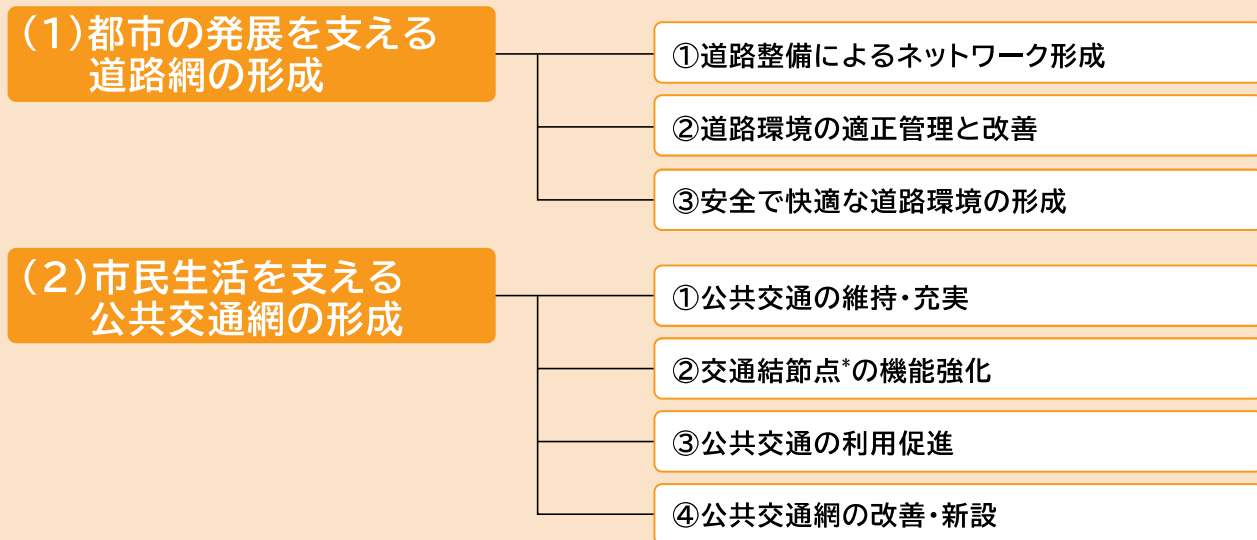 (1)都市の発展を支える
道路網の形成
①道路整備によるネットワーク形成
②道路環境の適正管理と改善
③安全で快適な道路環境の形成
(2)市民生活を支える
公共交通網の形成
①公共交通の維持・充実
②交通結節点*の機能強化
③公共交通の利用促進
④公共交通網の改善・新設